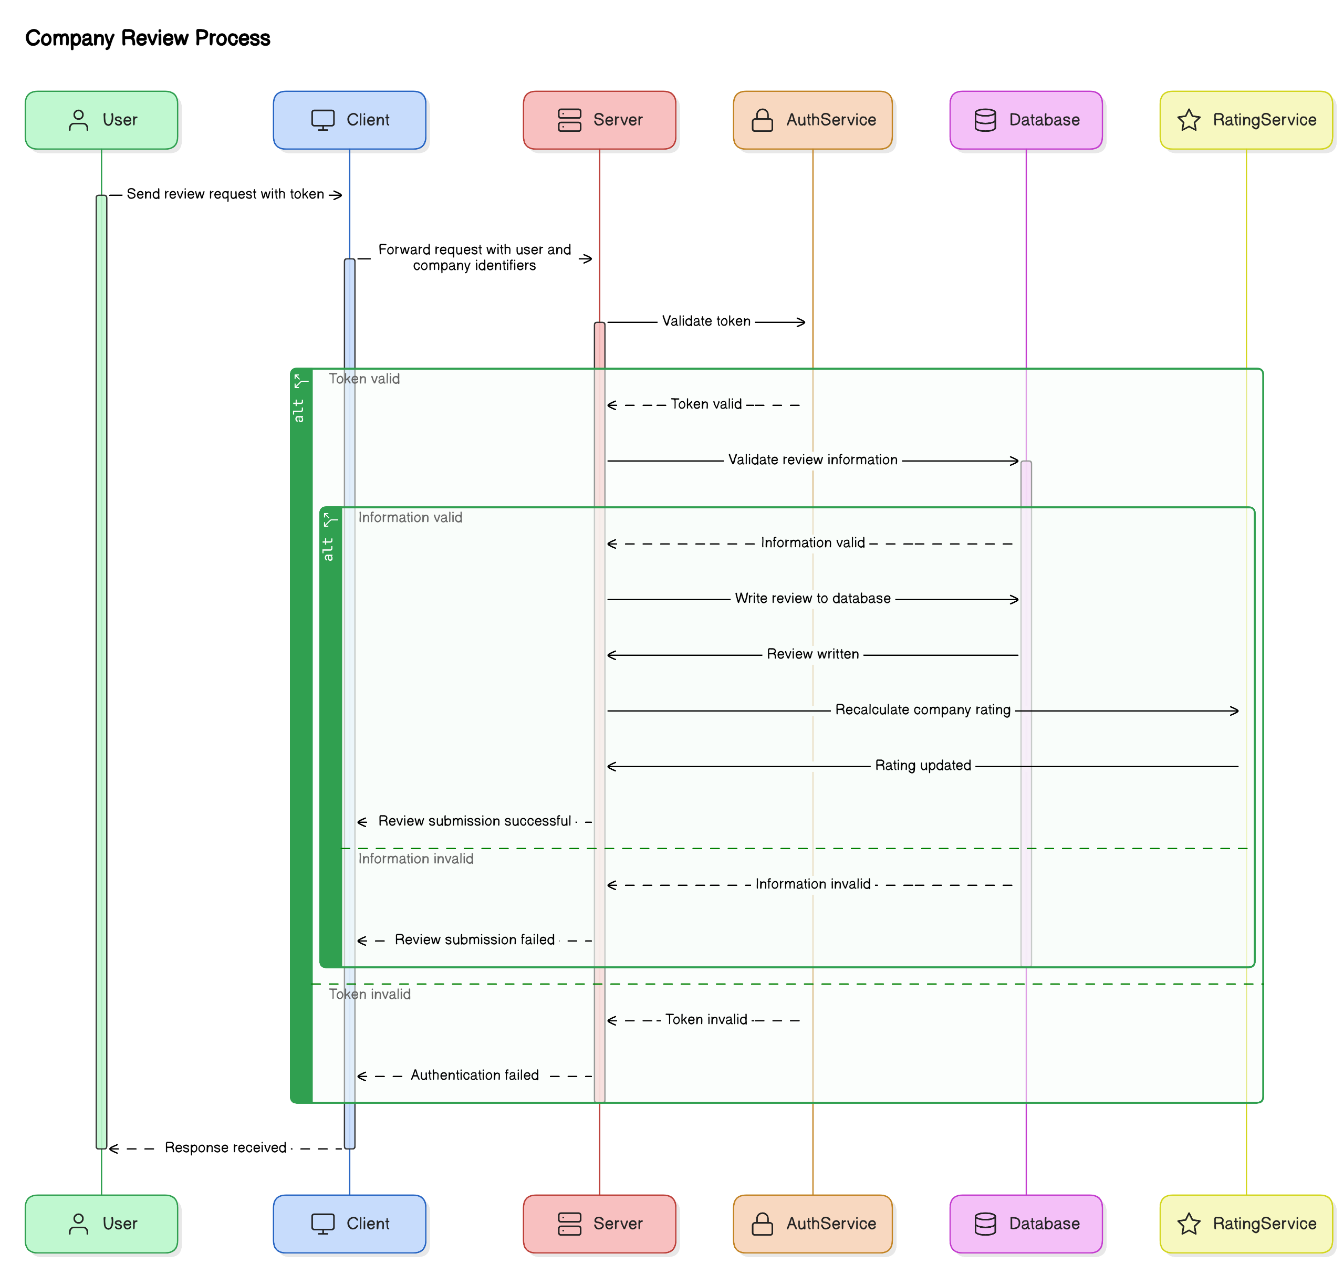 Company Review Process
User
Client
Server
AuthService
Database
RatingService
Send review request with token
Forward request with user and
company identifiers
Validate token
alt
Token valid
Token valid
Validate review information
alt
Information valid
Information valid
Write review to database
Review written
Recalculate company rating
Rating updated
Review submission successful
Information invalid
Information invalid
Review submission failed
Token invalid
Token invalid
Authentication failed
Response received
User
Client
Server
AuthService
Database
RatingService